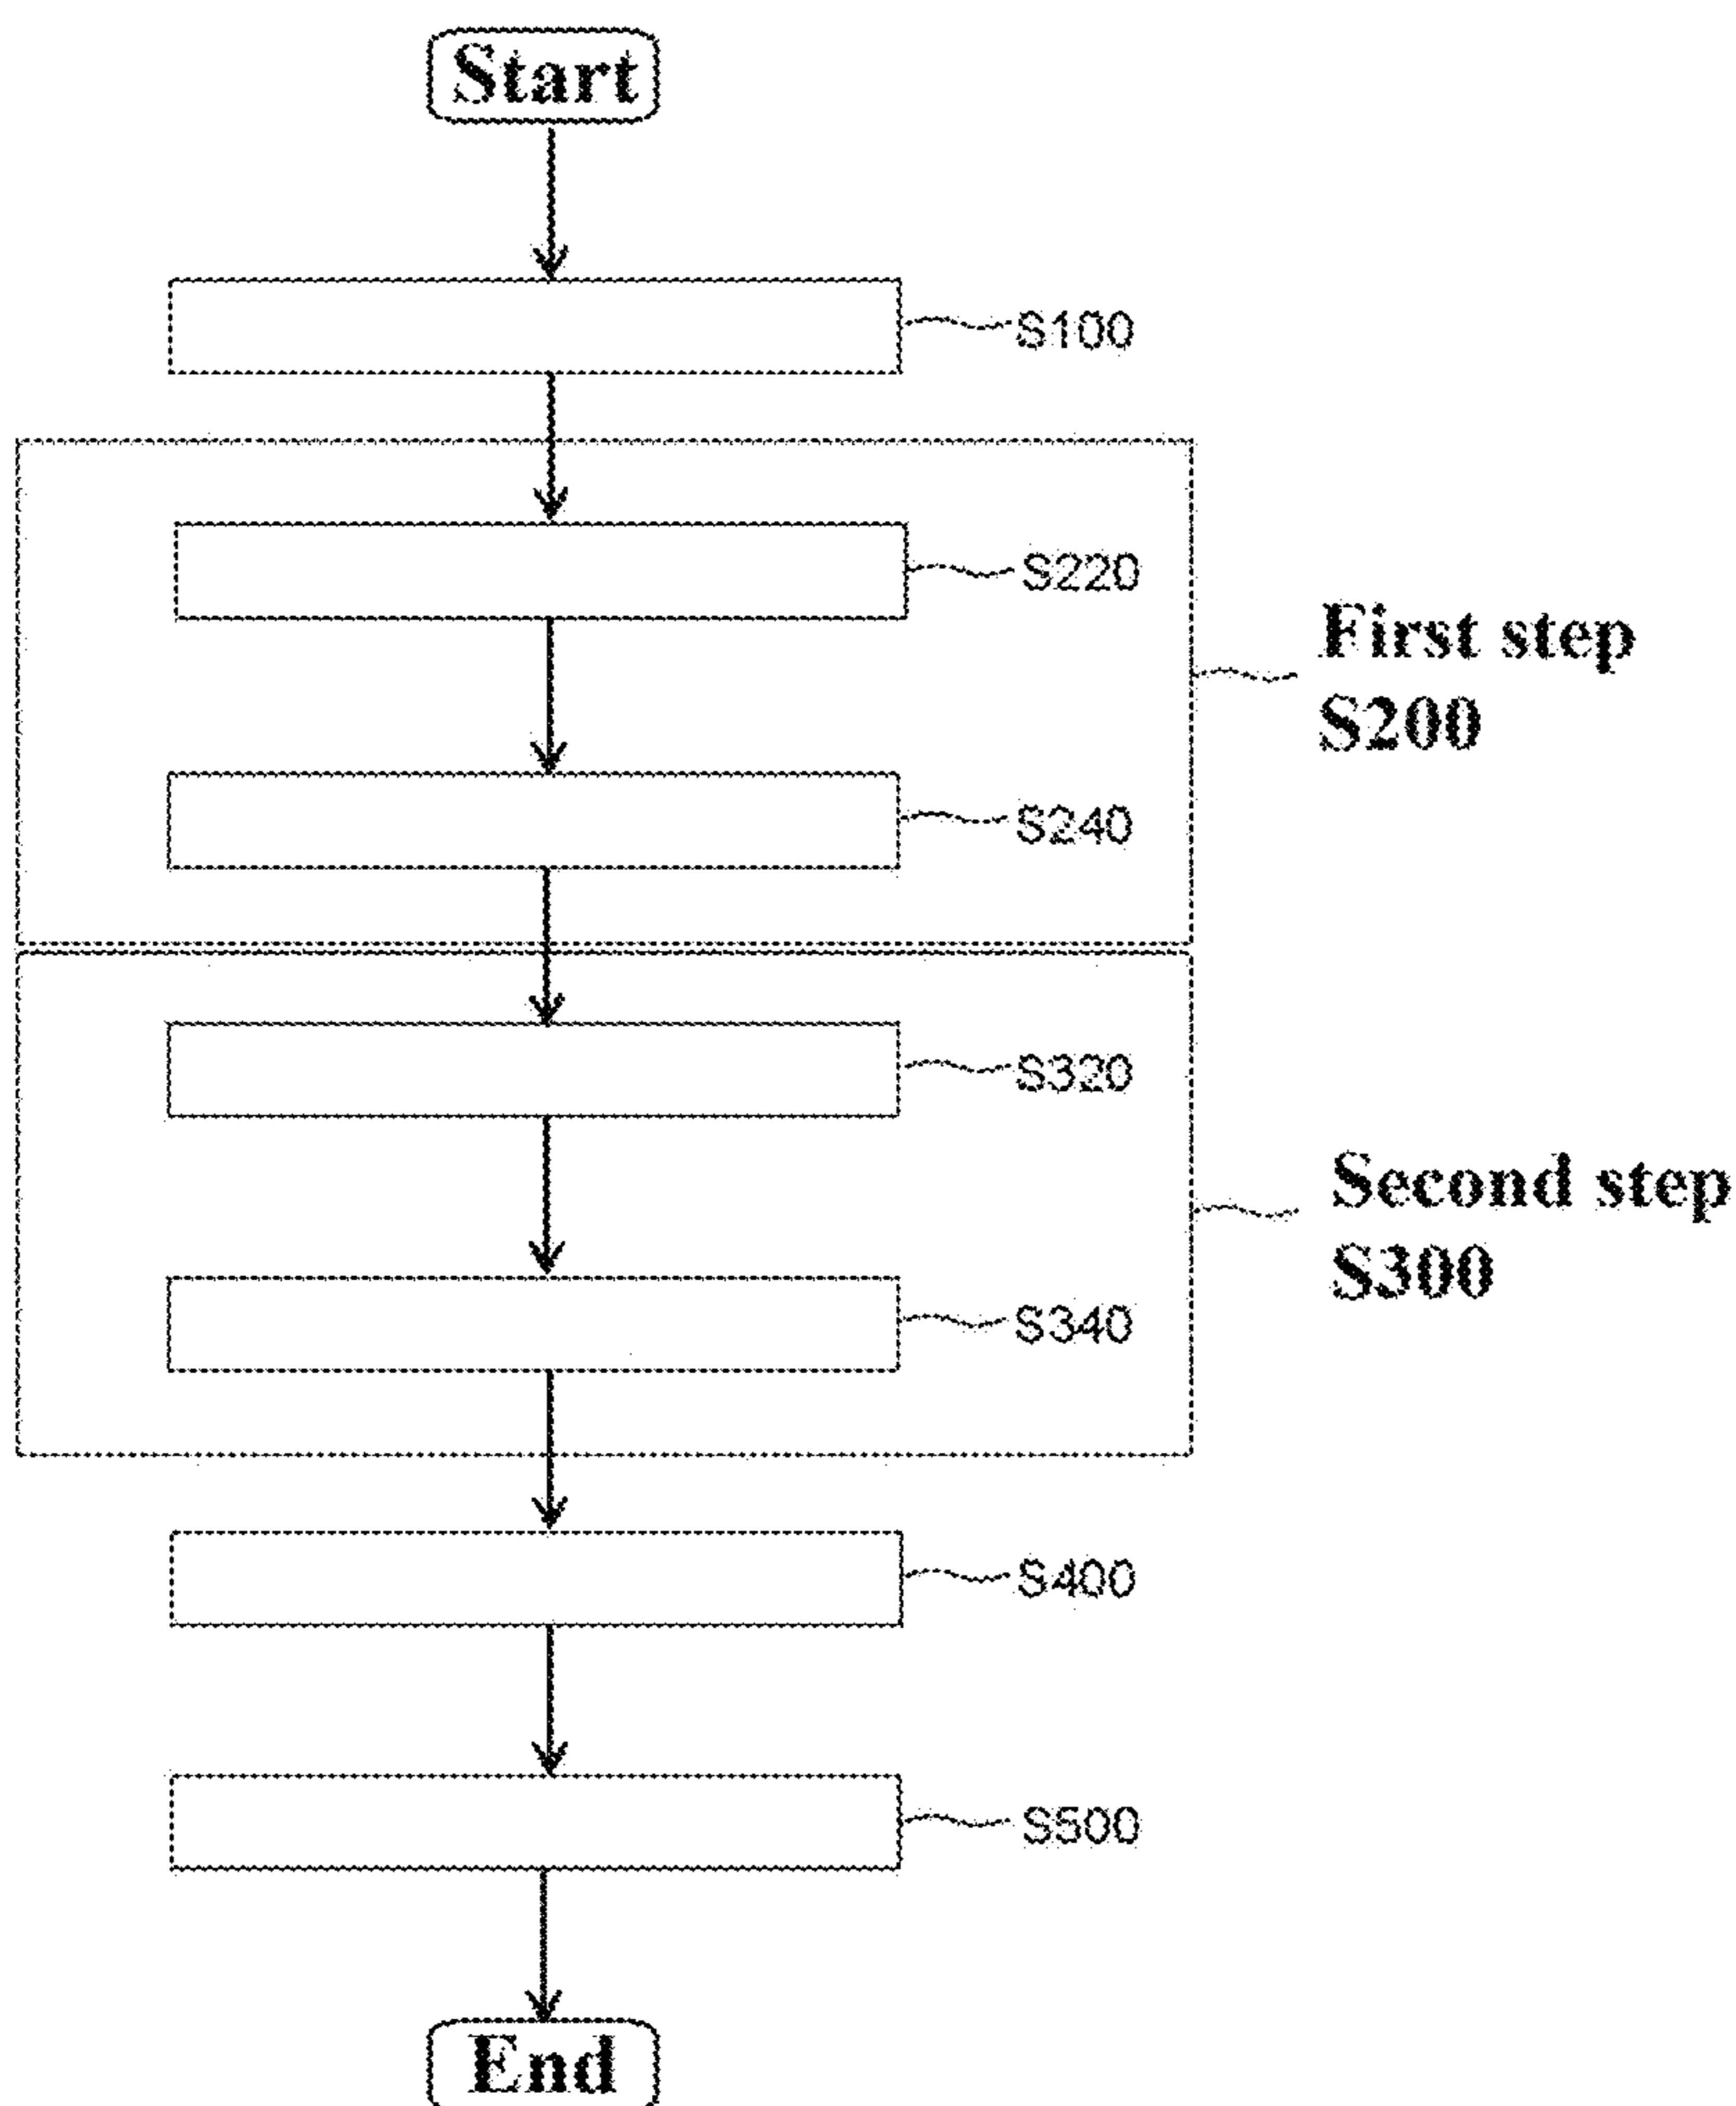 Start
S100
S220
First step
S200
S240
S320
Second step
S300
S340
S400
S500
End